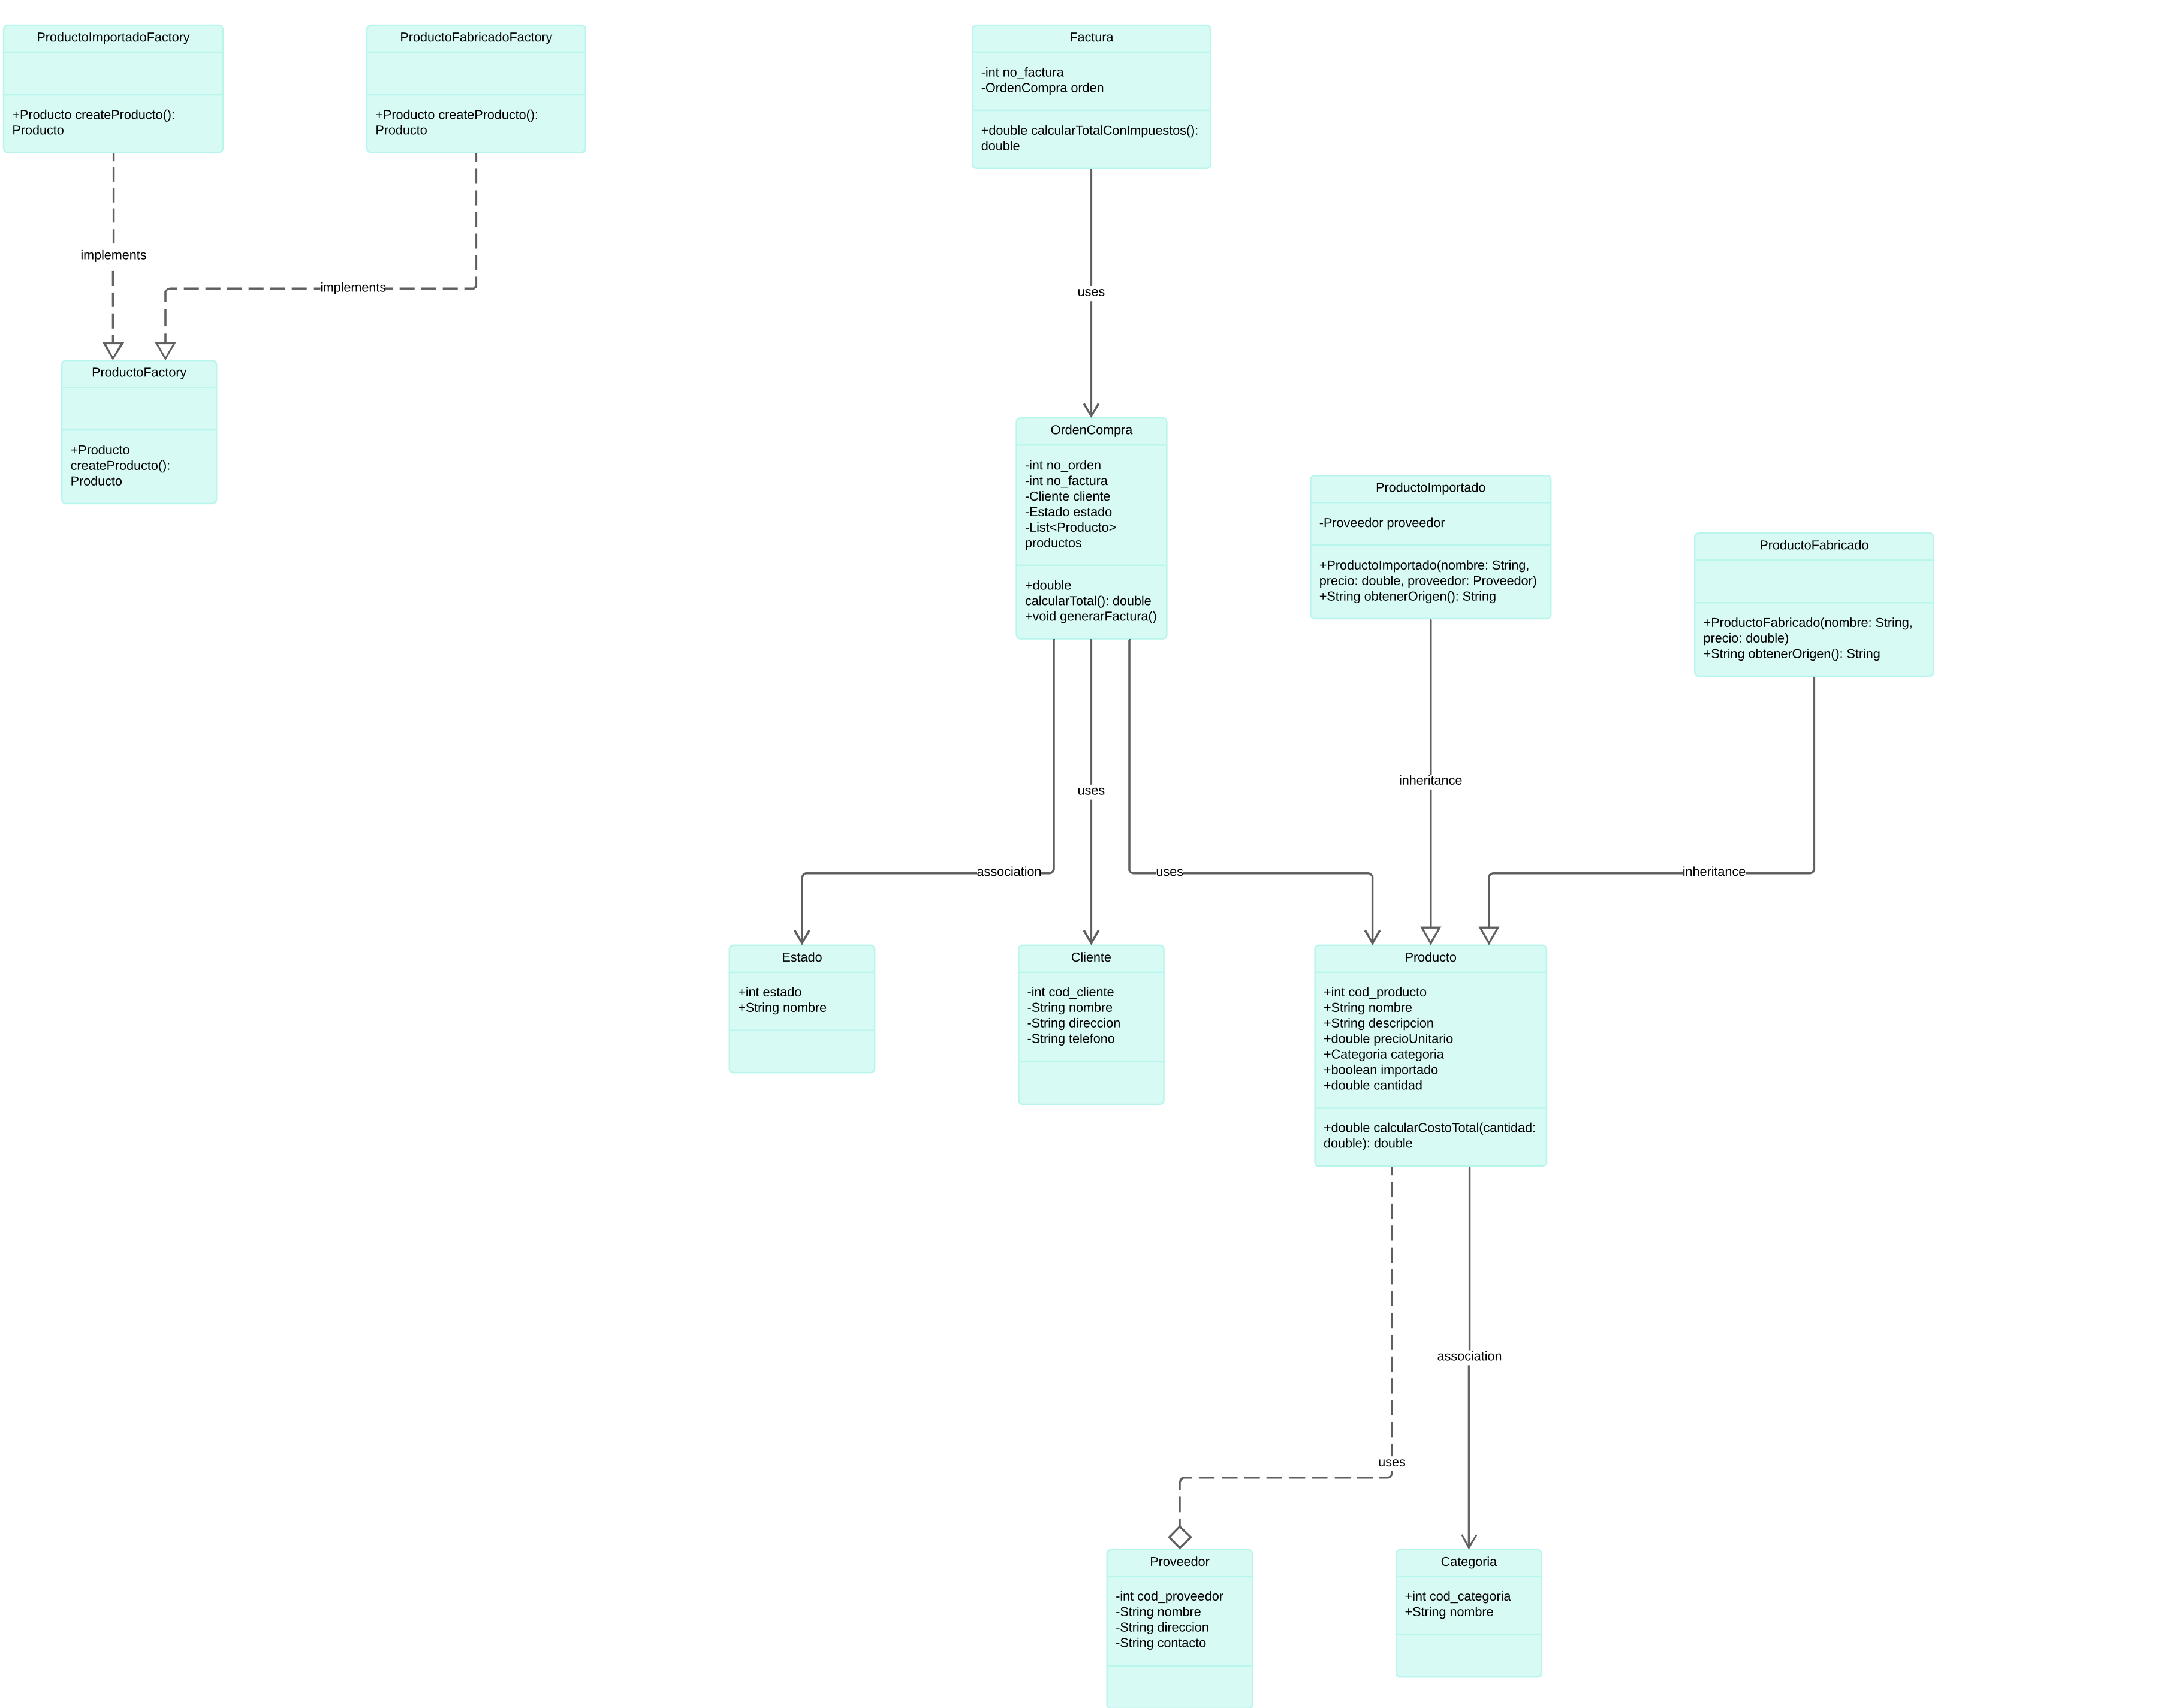 ProductoImportadoFactory
+Producto createProducto():
Producto
ProductoFabricadoFactory
+Producto createProducto():
Producto
Factura
-int no_factura
-OrdenCompra orden
+double calcularTotalConImpuestos():
double
implements
implements
uses
ProductoFactory
+Producto
createProducto():
Producto
OrdenCompra
-int no_orden
-int no_factura
-Cliente cliente
-Estado estado
-List<Producto>
productos
+double
calcularTotal(): double
+void generarFactura()
ProductoImportado
-Proveedor proveedor
+ProductoImportado(nombre: String,
precio: double, proveedor: Proveedor)
+String obtenerOrigen(): String
ProductoFabricado
+ProductoFabricado(nombre: String,
precio: double)
+String obtenerOrigen(): String
association
uses
uses
inheritance
inheritance
Estado
+int estado
+String nombre
Cliente
-int cod_cliente
-String nombre
-String direccion
-String telefono
Producto
+int cod_producto
+String nombre
+String descripcion
+double precioUnitario
+Categoria categoria
+boolean importado
+double cantidad
+double calcularCostoTotal(cantidad:
double): double
association
uses
Proveedor
-int cod_proveedor
-String nombre
-String direccion
-String contacto
Categoria
+int cod_categoria
+String nombre